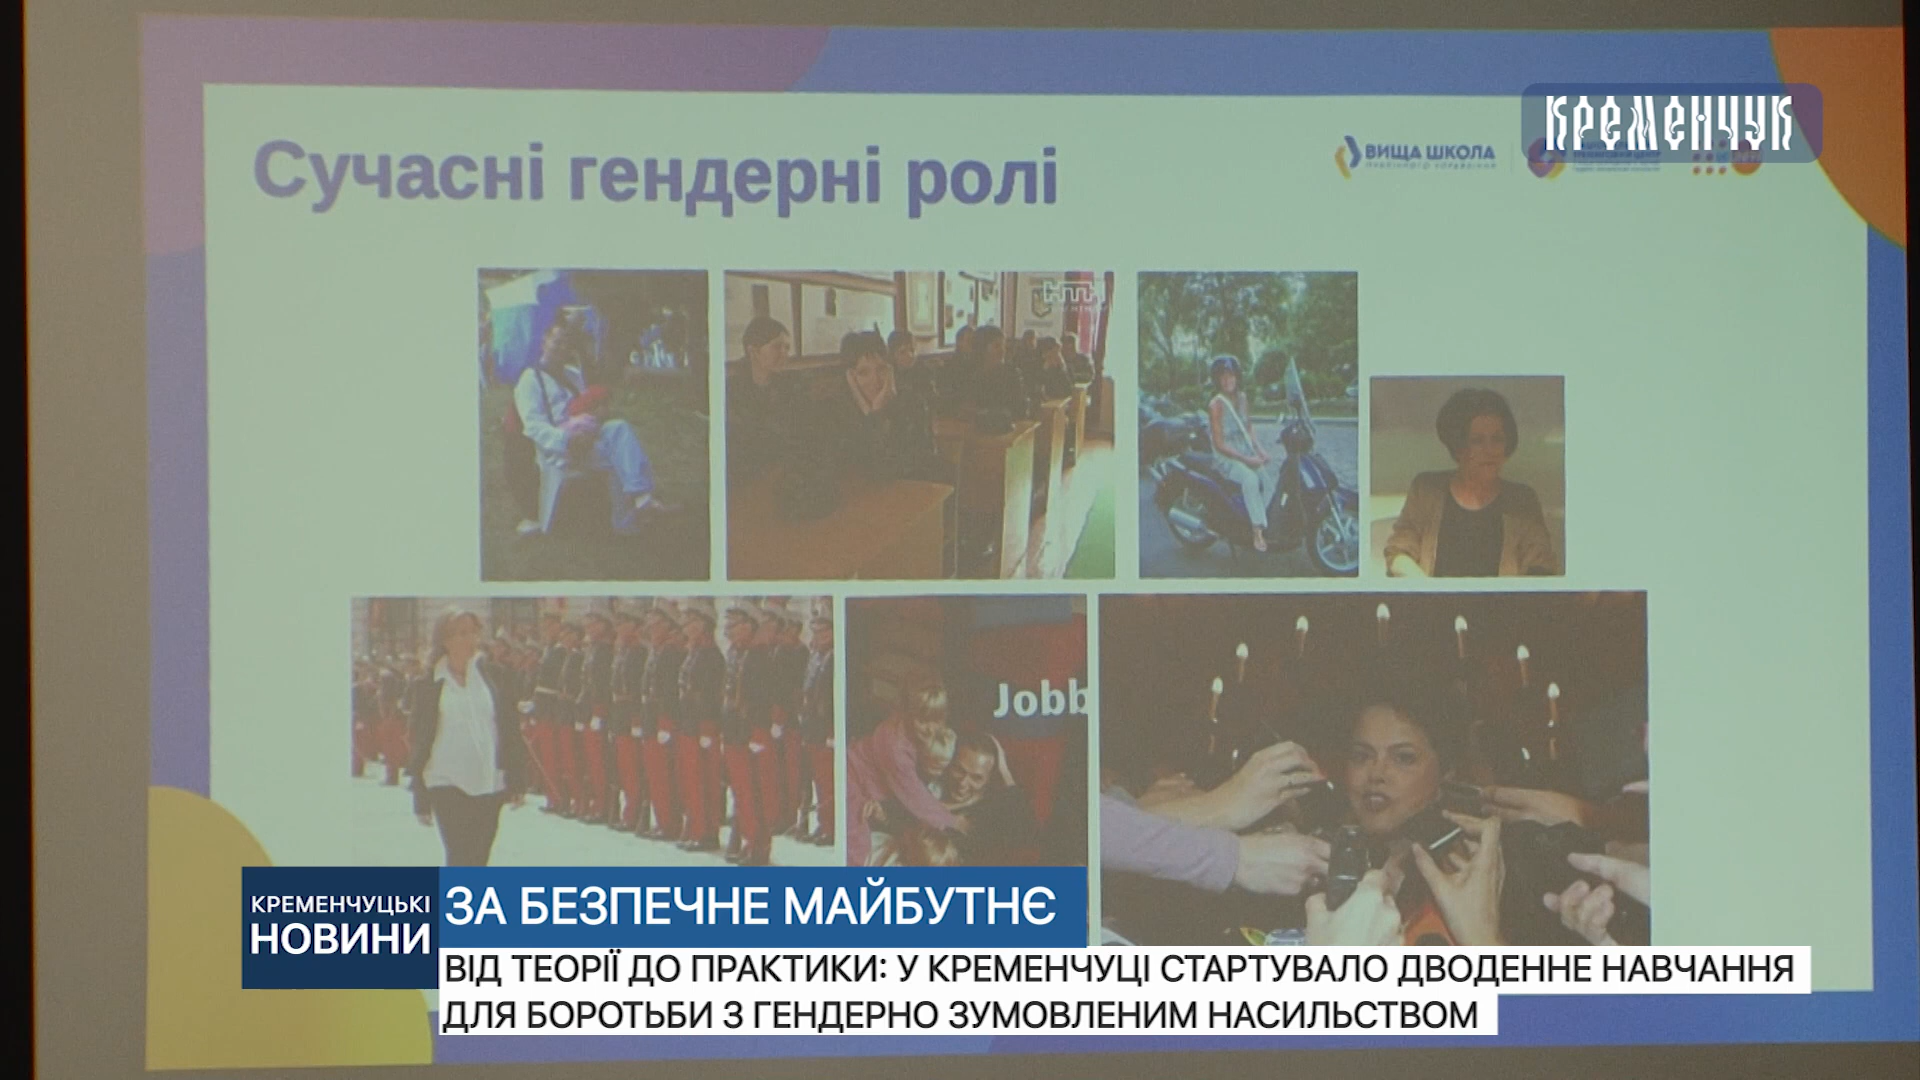 КРЕМЕНЧУК
Сучасні гендерні ролі
ВИЩА ШКОЛА
НТН
Jobb
КРЕМЕНЧУЦЬКІ
НОВИНИ
ЗА БЕЗПЕЧНЕ МАЙБУТНЄ
ВІД ТЕОРІЇ ДО ПРАКТИКИ: У КРЕМЕНЧУЦІ СТАРТУВАЛО ДВОДЕННЕ НАВЧАННЯ
ДЛЯ БОРОТЬБИ З ГЕНДЕРНО ЗУМОВЛЕНИМ НАСИЛЬСТВОМ